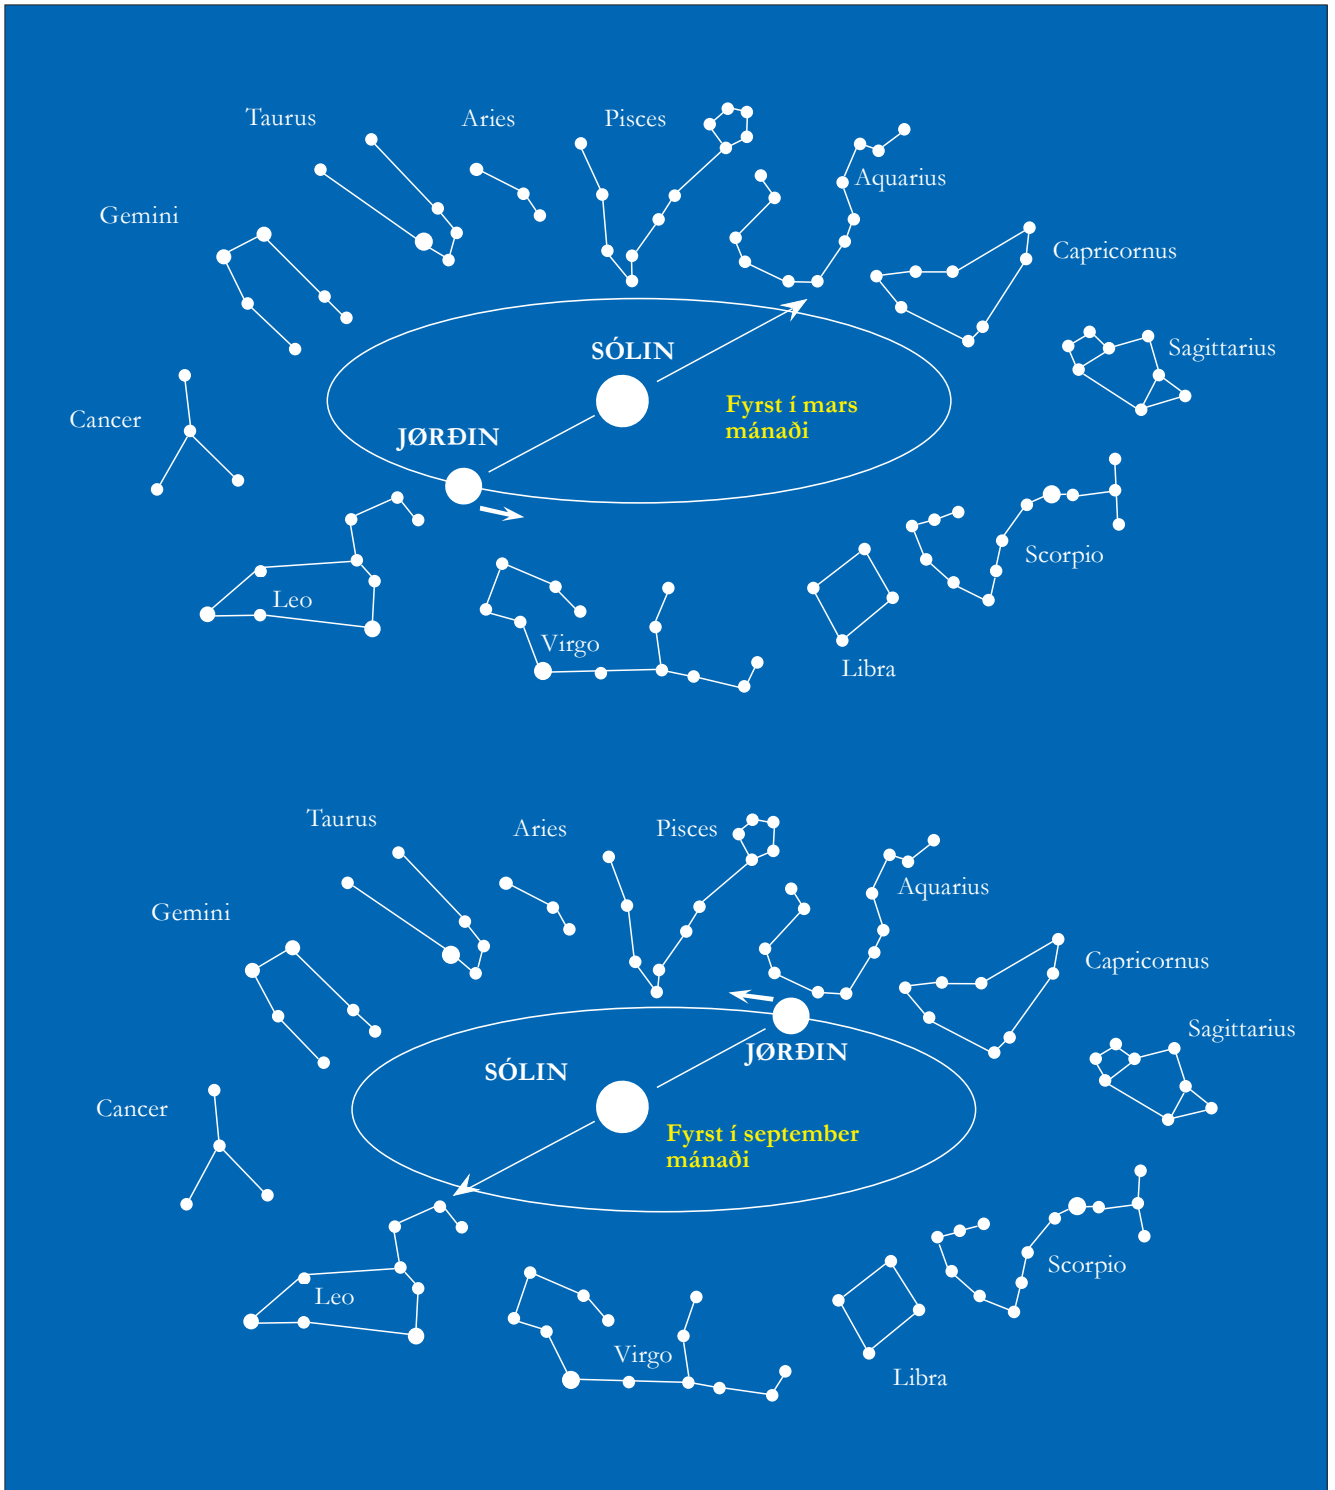 Taurus
Aries
Pisces
Aquarius
Gemini
Capricornus
Sagittarius
SÓLIN
Fyrst í mars
mánaði
Cancer
JØRÐIN
Scorpio
Leo
Virgo
Libra
Taurus
Aries
Pisces
Aquarius
Gemini
Capricornus
Sagittarius
JØRÐIN
SÓLIN
Cancer
Fyrst í september
mánaði
Scorpio
Leo
Virgo
Libra